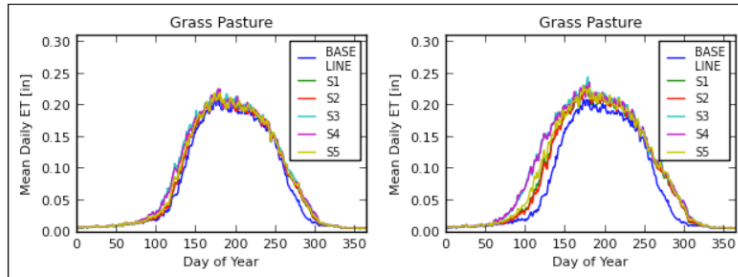 Grass Pasture
Mean Daily ET [in]
0.30
0.25
0.20
0.15
0.10
0.05
0.00
BASE
LINE
S1
S2
S3
S4
S5
0 50 100 150 200 250 300 350
Day of Year
Grass Pasture
Mean Daily ET [in]
0.30
0.25
0.20
0.15
0.10
0.05
0.00
BASE
LINE
S1
S2
S3
S4
S5
0 50 100 150 200 250 300 350
Day of Year